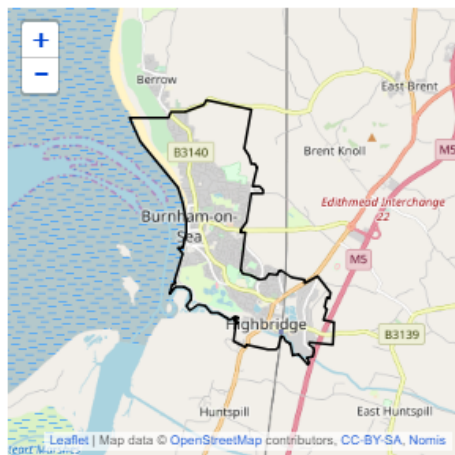 +
−
Berrow
East Brent
B3140
Brent Knoll
M5
Edithmead Interchange
22
Burnham-on-
Sea
M5
Highbridge
B3139
Huntspill
East Huntspill
Leaflet | Map data © OpenStreetMap contributors, CC-BY-SA, Nomis